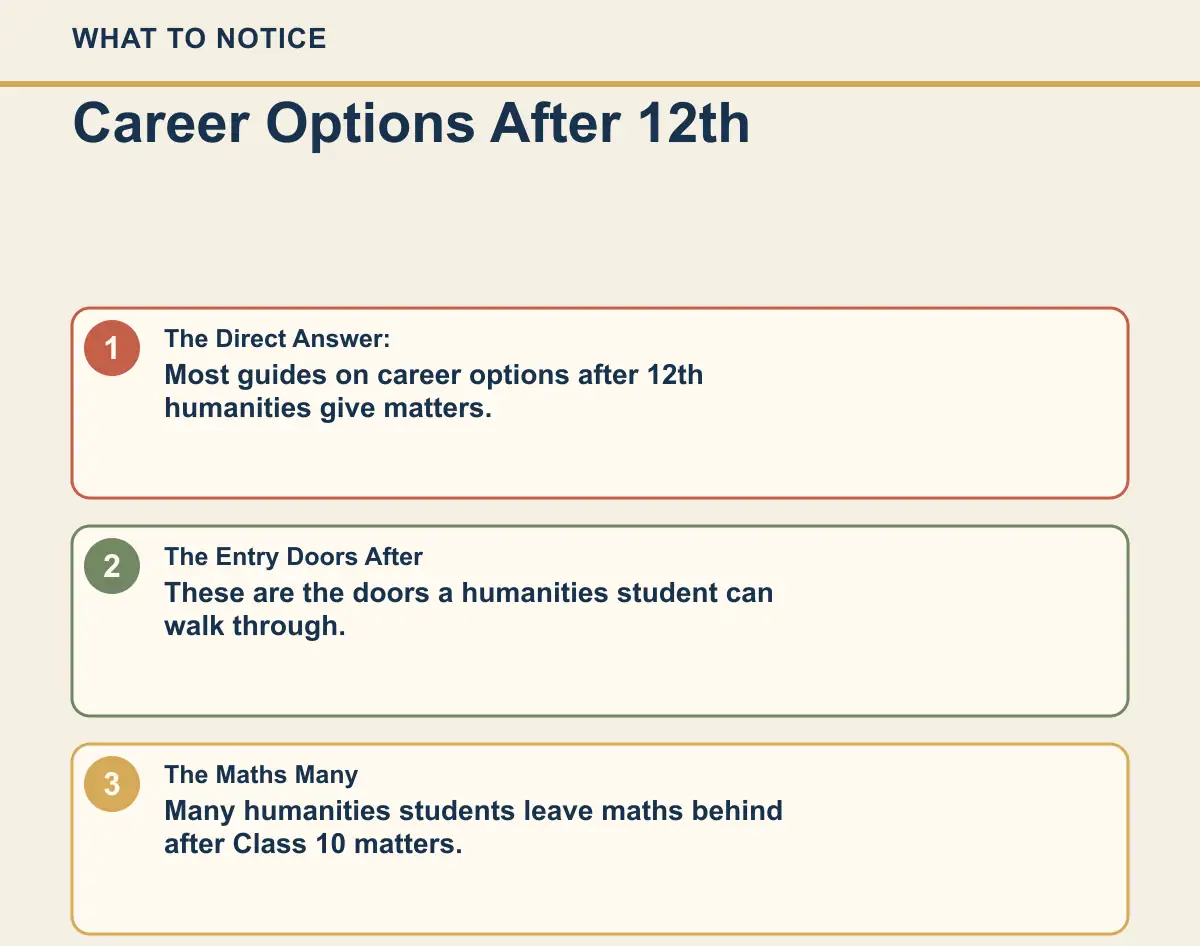 WHAT TO NOTICE
Career Options After 12th
1
The Direct Answer:
Most guides on career options after 12th
humanities give matters.
2
The Entry Doors After
These are the doors a humanities student can
walk through.
3
The Maths Many
Many humanities students leave maths behind
after Class 10 matters.